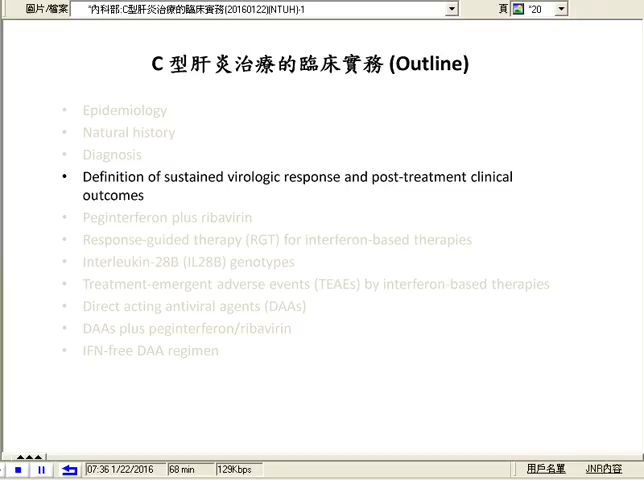 圖片/檔案 *內科部:C型肝炎治療的臨床實務(20160122)(NTUH)-1 頁 *20
C 型肝炎治療的臨床實務 (Outline)
• Epidemiology
• Natural history
• Diagnosis
• Definition of sustained virologic response and post-treatment clinical
outcomes
• Peginterferon plus ribavirin
• Response-guided therapy (RGT) for interferon-based therapies
• Interleukin-28B (IL28B) genotypes
• Treatment-emergent adverse events (TEAEs) by interferon-based therapies
• Direct acting antiviral agents (DAAs)
• DAAs plus peginterferon/ribavirin
• IFN-free DAA regimen
07:36 1/22/2016 68 min 129Kbps 用戶名單 JNR內容